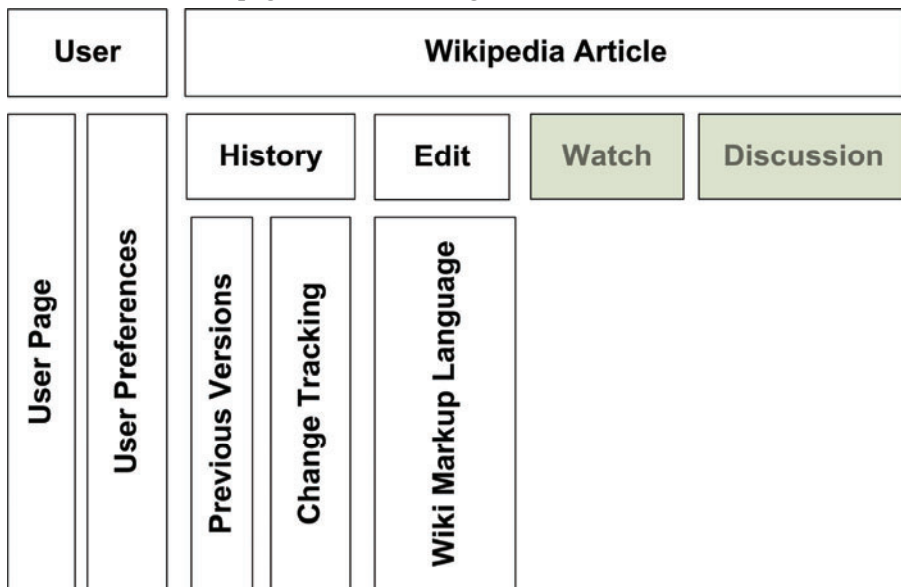 User
Wikipedia Article
History
Edit
Watch
Discussion
User Page
User Preferences
Previous Versions
Change Tracking
Wiki Markup Language